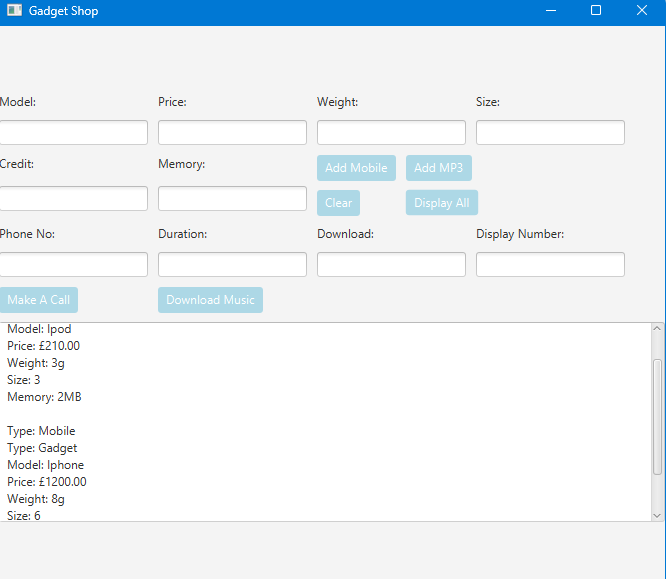 Gadget Shop
Model: Price: Weight: Size:
Credit: Memory: Add Mobile Add MP3
Clear Display All
Phone No: Duration: Download: Display Number:
Make A Call Download Music
Model: Ipod
Price: £210.00
Weight: 3g
Size: 3
Memory: 2MB
Type: Mobile
Type: Gadget
Model: Iphone
Price: £1200.00
Weight: 8g
Size: 6